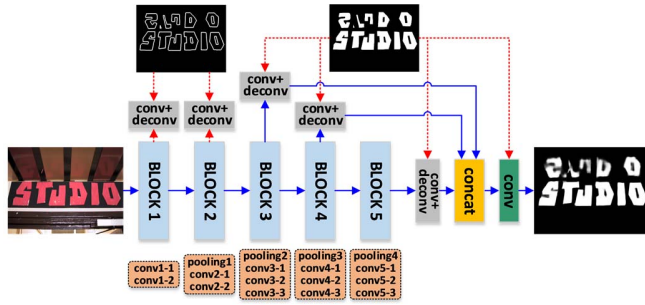 STUDIO
STUDIO
conv+
deconv
conv+
deconv
conv+
deconv
conv+
deconv
STUDIO
BLOCK 1
BLOCK 2
BLOCK 3
BLOCK 4
BLOCK 5
conv+
deconv
concat
conv
STUDIO
conv1-1
conv1-2
pooling1
conv2-1
conv2-2
pooling2
conv3-1
conv3-2
conv3-3
pooling3
conv4-1
conv4-2
conv4-3
pooling4
conv5-1
conv5-2
conv5-3